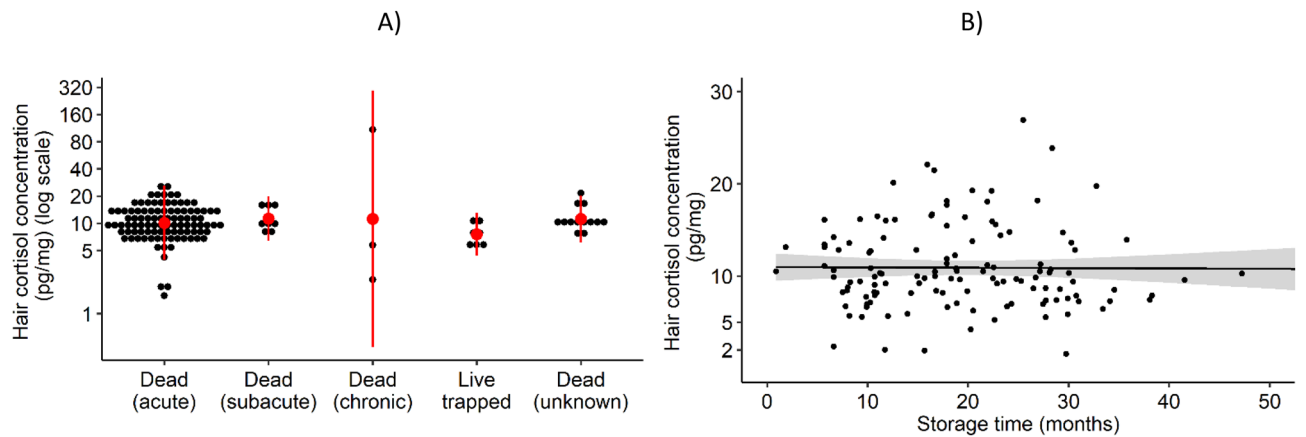 A)
Hair cortisol concentration
(pg/mg) (log scale)
320
160
80
40
20
10
5
1
Dead
(acute)
Dead
(subacute)
Dead
(chronic)
Live
trapped
Dead
(unknown)
B)
Hair cortisol concentration
(pg/mg)
30
20
10
5
2
0
10
20
30
40
50
Storage time (months)